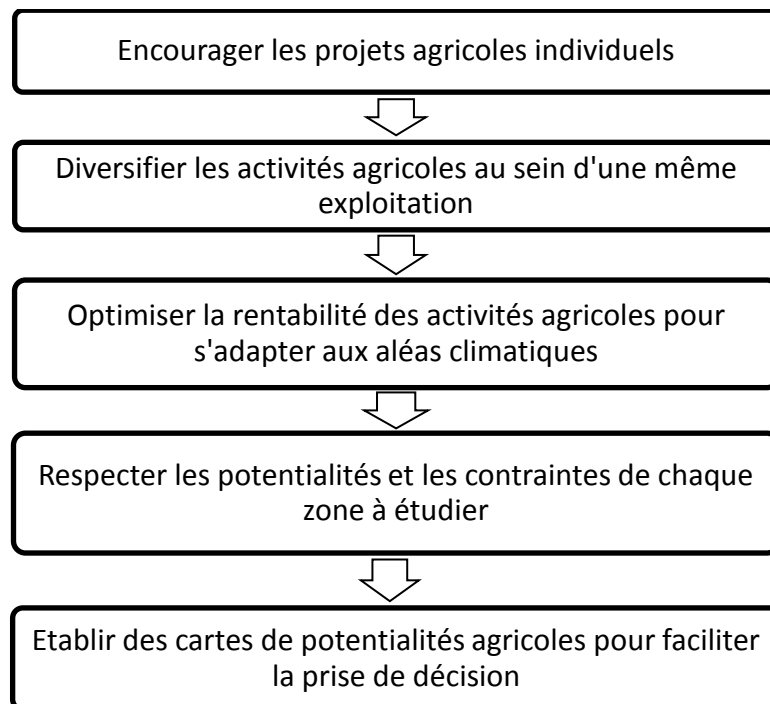 Encourager les projets agricoles individuels
Diversifier les activités agricoles au sein d'une même
exploitation
Optimiser la rentabilité des activités agricoles pour
s'adapter aux aléas climatiques
Respecter les potentialités et les contraintes de chaque
zone à étudier
Etablir des cartes de potentialités agricoles pour faciliter
la prise de décision